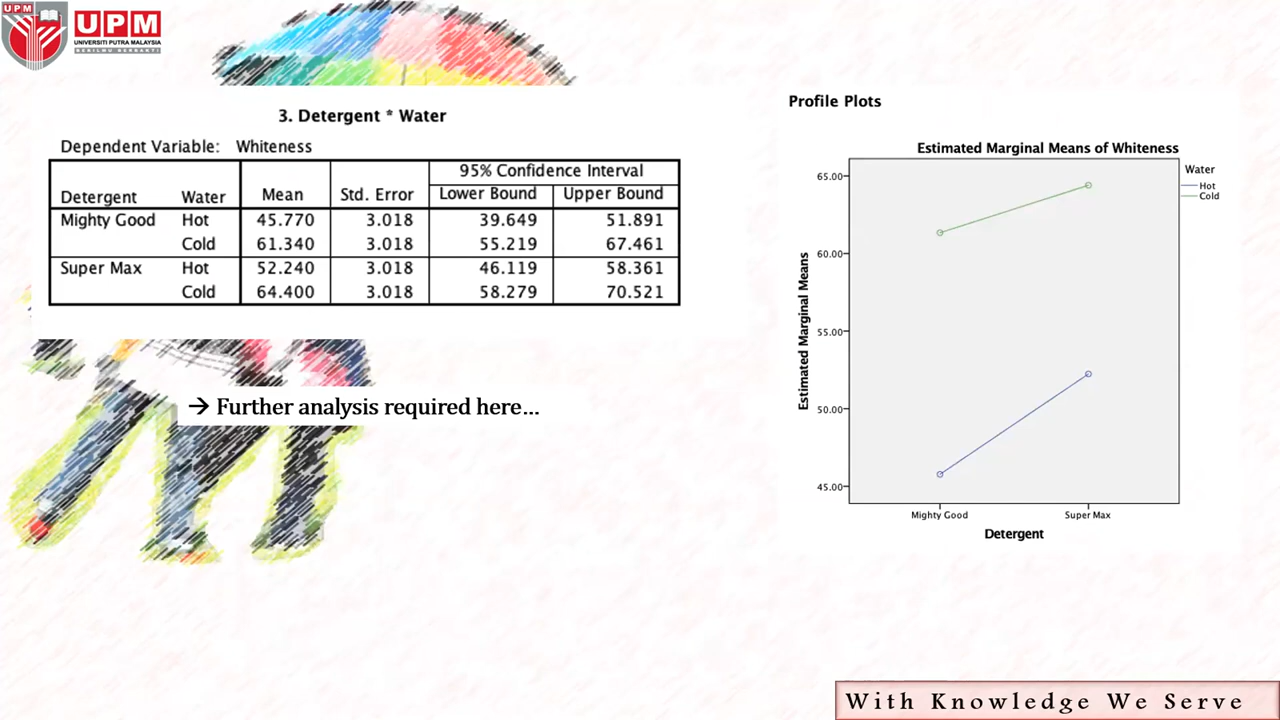 UPM
UNIVERSITI PUTRA MALAYSIA
BERILMU BERBAKTI
3. Detergent * Water
Dependent Variable: Whiteness
95% Confidence Interval
Detergent Water Mean Std. Error Lower Bound Upper Bound
Mighty Good Hot 45.770 3.018 39.649 51.891
Cold 61.340 3.018 55.219 67.461
Super Max Hot 52.240 3.018 46.119 58.361
Cold 64.400 3.018 58.279 70.521
→ Further analysis required here...
Profile Plots
Estimated Marginal Means of Whiteness
Water
Hot
Cold
Estimated Marginal Means
65.00
60.00
55.00
50.00
45.00
Mighty Good Super Max
Detergent
With Knowledge We Serve